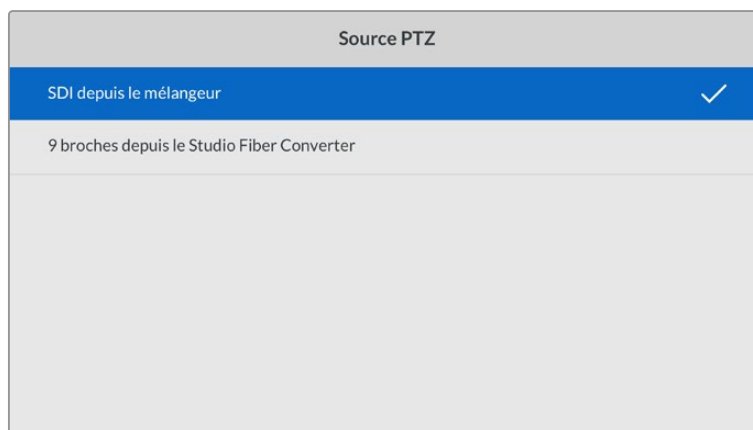 Source PTZ
SDI depuis le mélangeur
9 broches depuis le Studio Fiber Converter